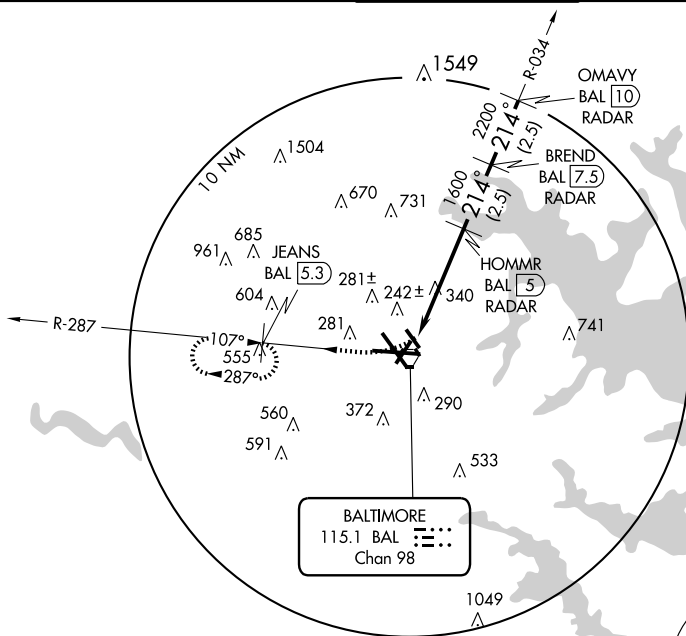 1549
R-034
OMAVY
BAL 10
RADAR
2200
214°
(2.5)
10 NM
1504
BREND
BAL 7.5
RADAR
1600
214°
(2.5)
670
731
685
961
JEANS
BAL 5.3
HOMMR
BAL 5
RADAR
281±
242±
340
604
281
741
R-287
107°
555
287°
290
560
372
591
533
BALTIMORE
115.1 BAL
Chan 98
1049